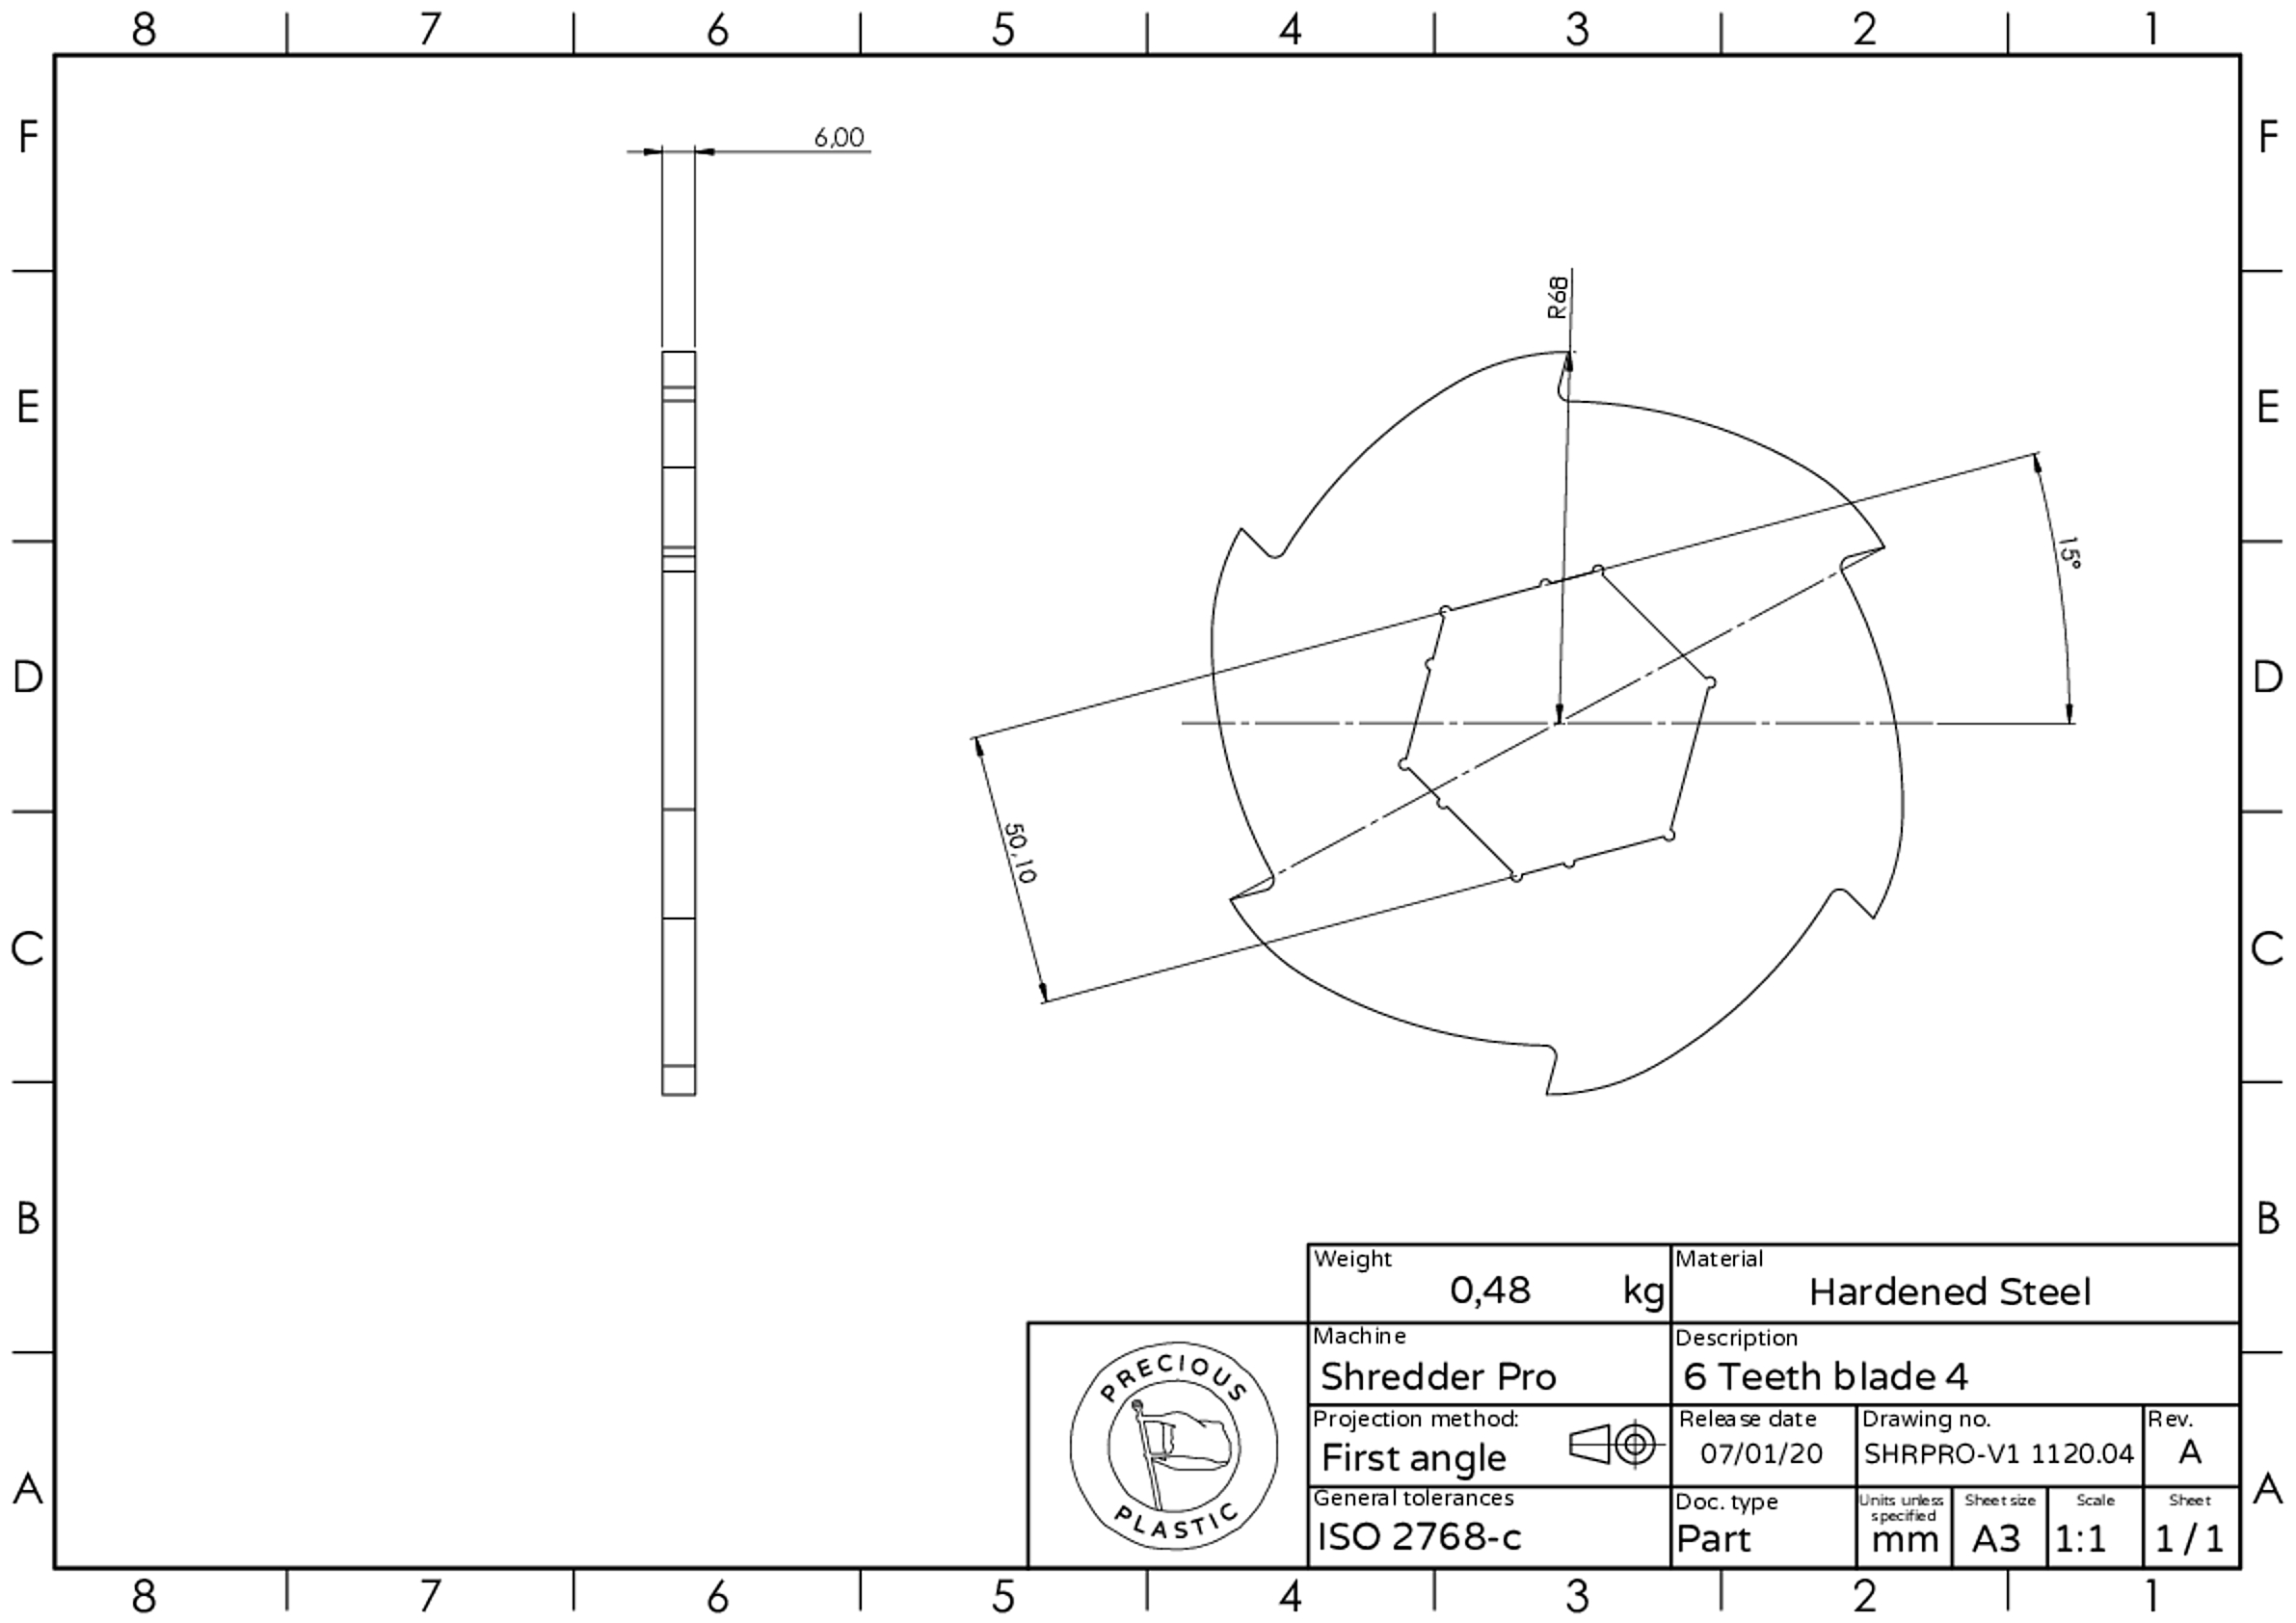 8 7 6 5 4 3 2 1
F F
E E
D D
C C
B B
A A
6,00
R68
15°
50,10
Weight
0,48 kg
Material
Hardened Steel
PRECIOUS
PLASTIC
Machine
Shredder Pro
Description
6 Teeth blade 4
Projection method:
First angle
Release date
07/01/20
Drawing no.
SHRPRO-V1 1120.04
Rev.
A
General tolerances
ISO 2768-c
Doc. type
Part
Units unless
specified
mm
Sheet size
A3
Scale
1:1
Sheet
1 / 1
8 7 6 5 4 3 2 1